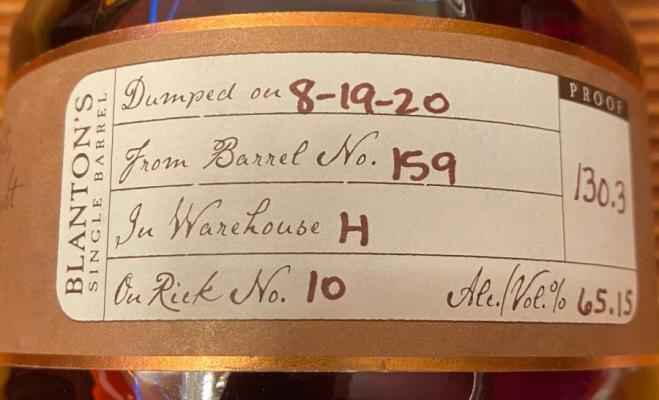 BLANTON'S
SINGLE BARREL
Dumped on 8-19-20
From Barrel No. 159
In Warehouse H
On Rick No. 10
Alc./Vol.% 65.15
PROOF
130.3